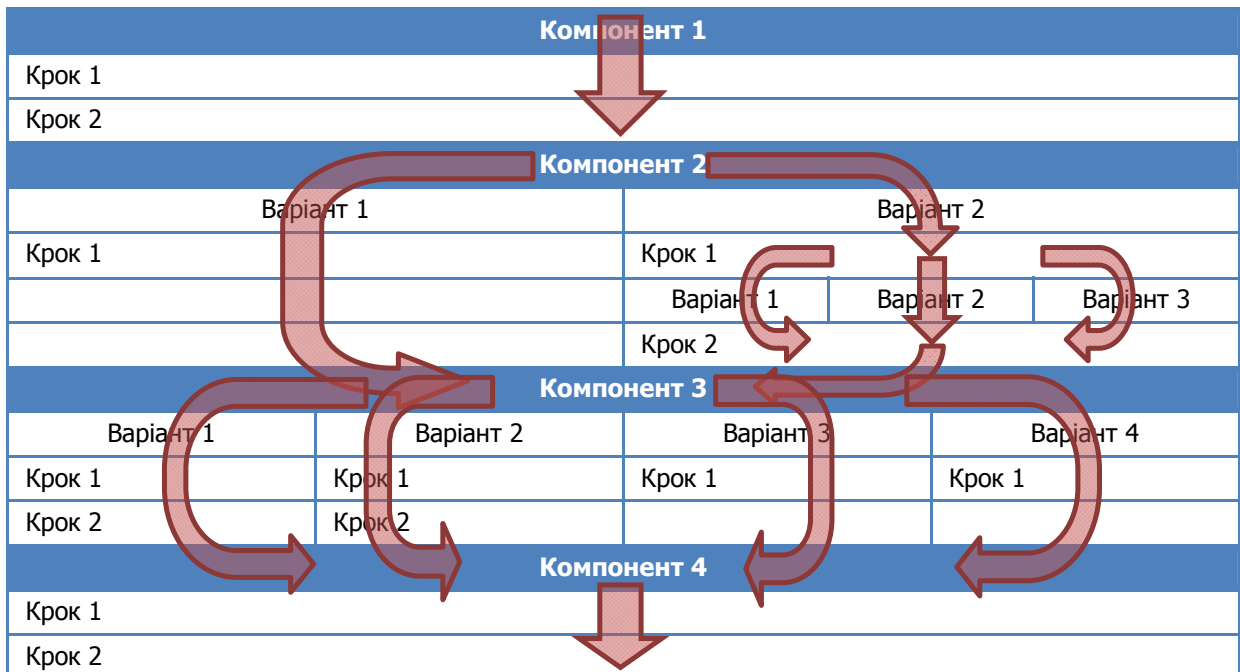 Компонент 1
Крок 1
Крок 2
Компонент 2
Варіант 1 Варіант 2
Крок 1 Крок 1
Варіант 1 Варіант 2 Варіант 3
Крок 2
Компонент 3
Варіант 1 Варіант 2 Варіант 3 Варіант 4
Крок 1 Крок 1 Крок 1 Крок 1
Крок 2 Крок 2
Компонент 4
Крок 1
Крок 2